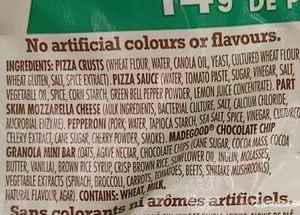 14g DE P
No artificial colours or flavours.
INGREDIENTS: PIZZA CRUSTS (WHEAT FLOUR, WATER, CANOLA OIL, YEAST, CULTURED WHEAT FLOUR,
WHEAT GLUTEN, SALT, SPICE EXTRACT). PIZZA SAUCE (WATER, TOMATO PASTE, SUGAR, VINEGAR, SALT,
VEGETABLE OIL, SPICE, CORN STARCH, GREEN BELL PEPPER POWDER, LEMON JUICE CONCENTRATE). PART
SKIM MOZZARELLA CHEESE (MILK INGREDIENTS, BACTERIAL CULTURE, SALT, CALCIUM CHLORIDE,
MICROBIAL ENZYME). PEPPERONI (PORK, WATER, TAPIOCA STARCH, SEA SALT, SPICE, VINEGAR, CULTURED
CELERY EXTRACT, CANE SUGAR, CHERRY POWDER, SMOKE). MADEGOOD® CHOCOLATE CHIP
GRANOLA MINI BAR (OATS, AGAVE NECTAR, CHOCOLATE CHIPS (CANE SUGAR, COCOA MASS, COCOA
BUTTER, VANILLA), BROWN RICE SYRUP, CRISP BROWN RICE, SUNFLOWER OIL, INULIN, MOLASSES,
VEGETABLE EXTRACTS (SPINACH, BROCCOLI, CARROTS, TOMATOES, BEETS, SHIITAKE MUSHROOMS),
NATURAL FLAVOUR, AGAR). CONTAINS: WHEAT, MILK.
Sans colorants ni arômes artificiels.